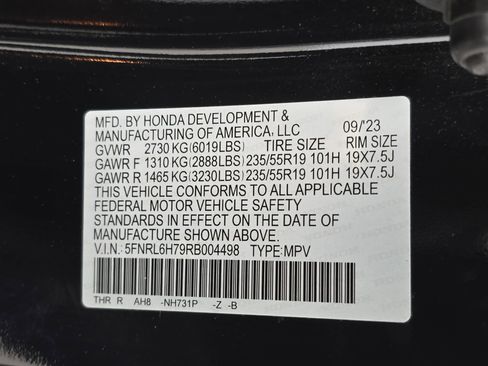 MFD. BY HONDA DEVELOPMENT &
MANUFACTURING OF AMERICA, LLC 09/'23
GVWR 2730 KG(6019LBS) TIRE SIZE RIM SIZE
GAWR F 1310 KG(2888LBS) 235/55R19 101H 19X7.5J
GAWR R 1465 KG(3230LBS) 235/55R19 101H 19X7.5J
THIS VEHICLE CONFORMS TO ALL APPLICABLE
FEDERAL MOTOR VEHICLE SAFETY
STANDARDS IN EFFECT ON THE DATE OF
MANUFACTURE SHOWN ABOVE.
V.I.N.: 5FNRL6H79RB004498 TYPE: MPV
THR R AH8 -NH731P -Z -B